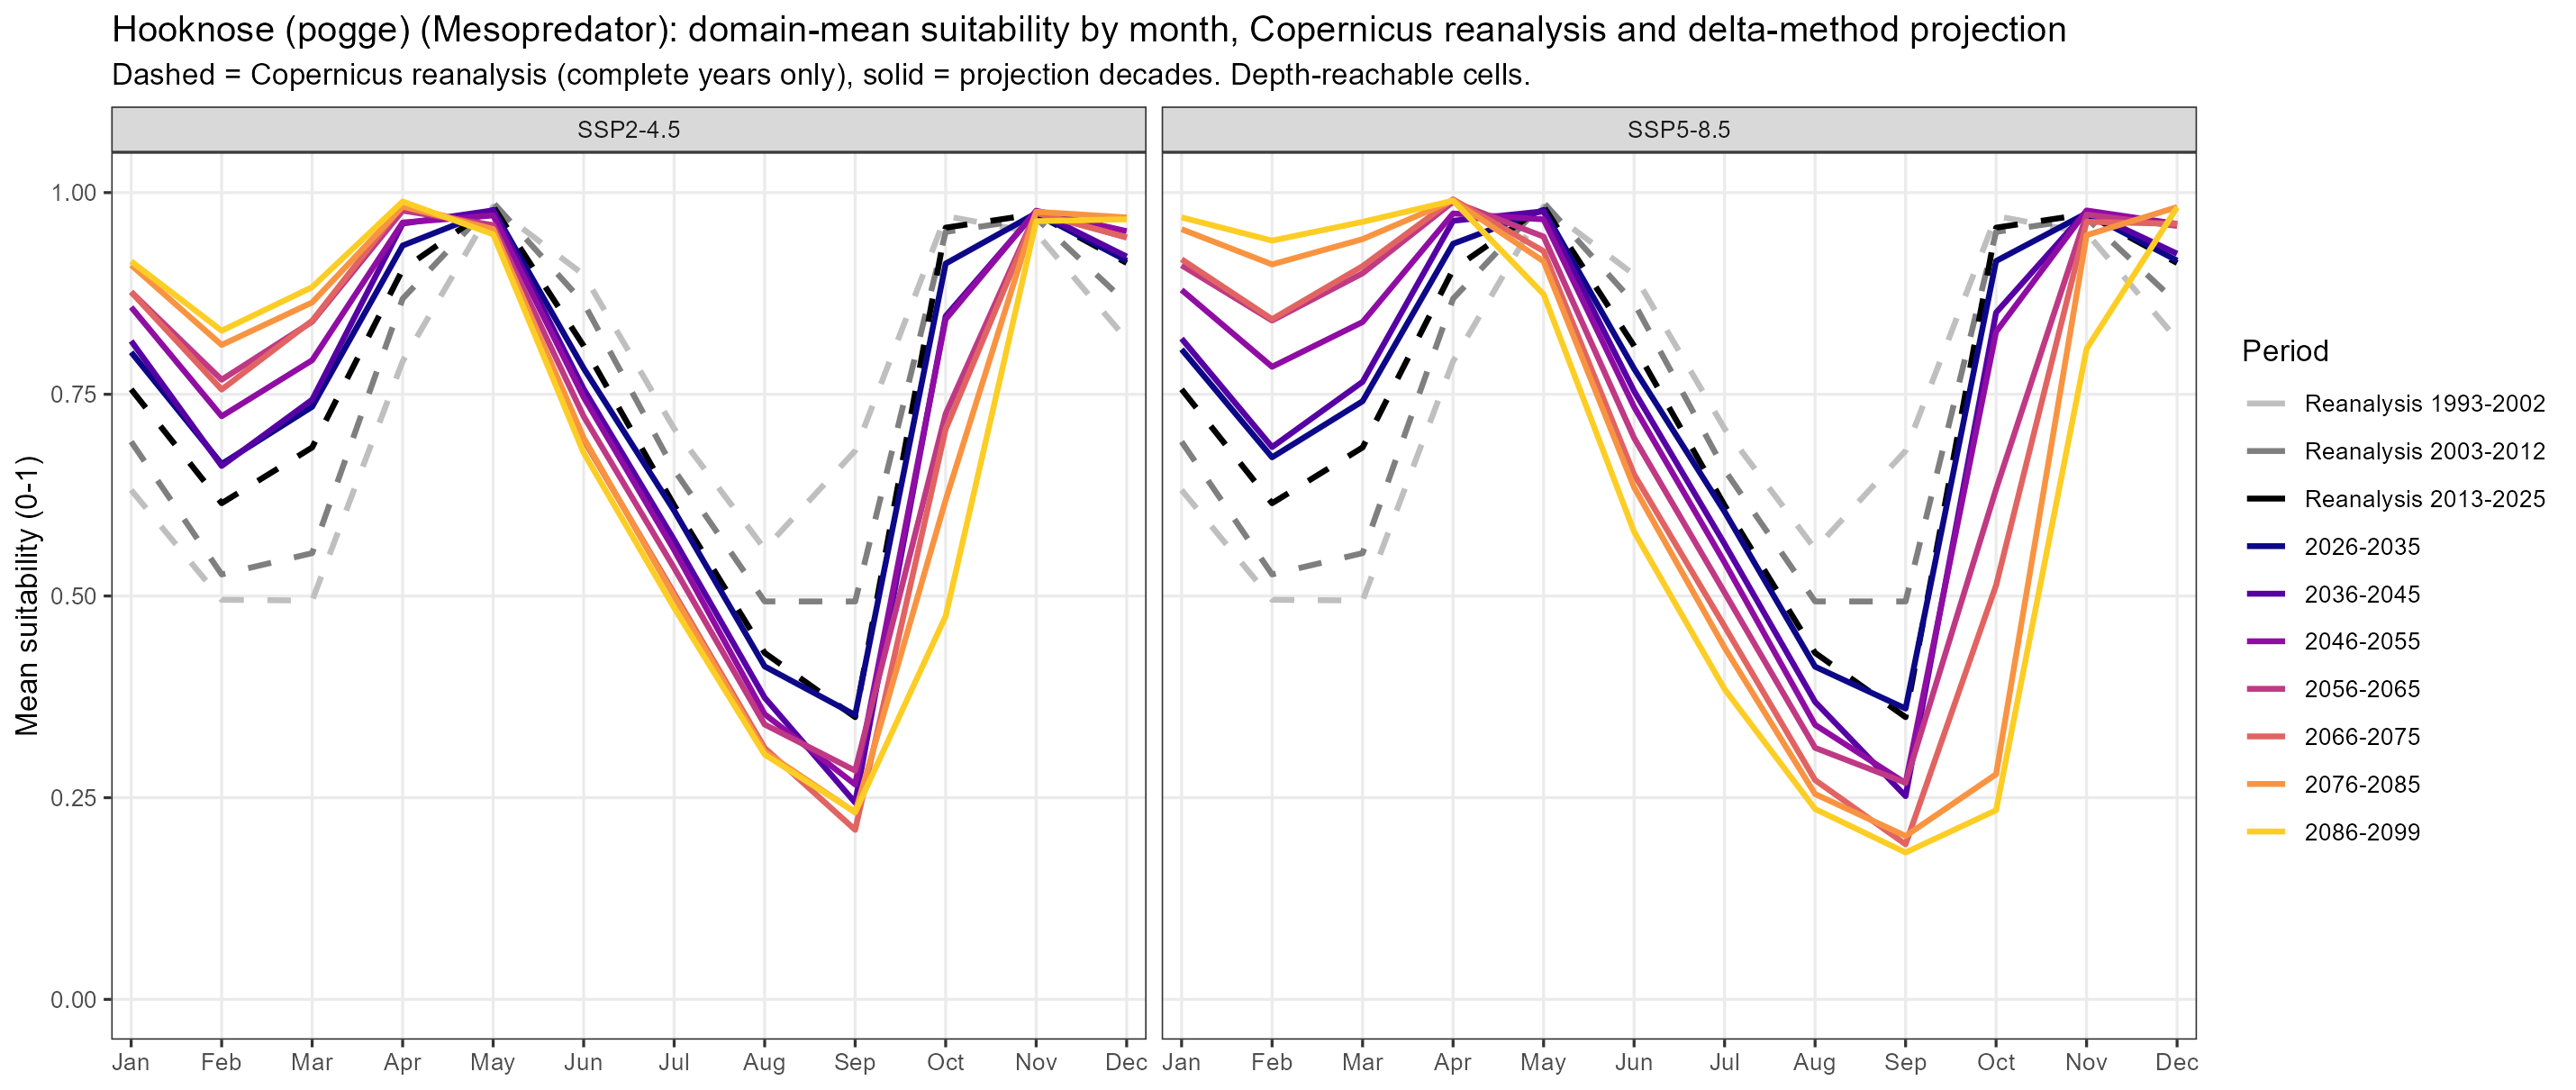 Hooknose (pogge) (Mesopredator): domain-mean suitability by month, Copernicus reanalysis and delta-method projection
Dashed = Copernicus reanalysis (complete years only), solid = projection decades. Depth-reachable cells.
SSP2-4.5
SSP5-8.5
Mean suitability (0-1)
1.00
0.75
0.50
0.25
0.00
Jan Feb Mar Apr May Jun Jul Aug Sep Oct Nov Dec
Jan Feb Mar Apr May Jun Jul Aug Sep Oct Nov Dec
Period
Reanalysis 1993-2002
Reanalysis 2003-2012
Reanalysis 2013-2025
2026-2035
2036-2045
2046-2055
2056-2065
2066-2075
2076-2085
2086-2099